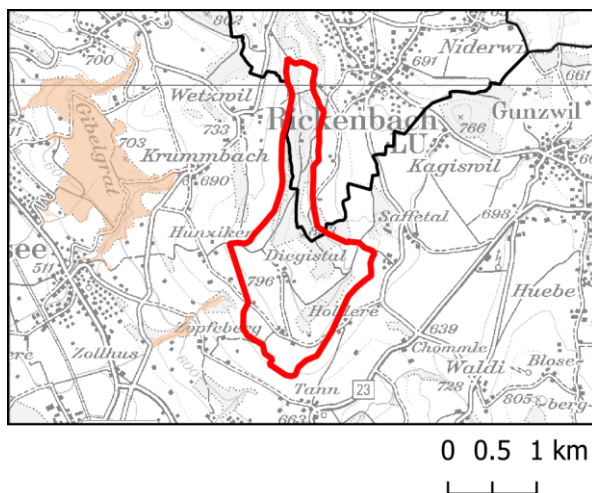 802
700
Niderwil
691
661
Wetzwil
Rickenbach
LU
Gunzwil
733
766
Gibelgrat
703
Krummbach
Kagiswil
690
Saffetal
698
Hunziker
Diegistal
511
796
Huebe
Holdere
Zopfeberg
639
Zollhus
Chommle
Blose
Tann
23
Waldi
728
805
berg
663
0 0.5 1 km